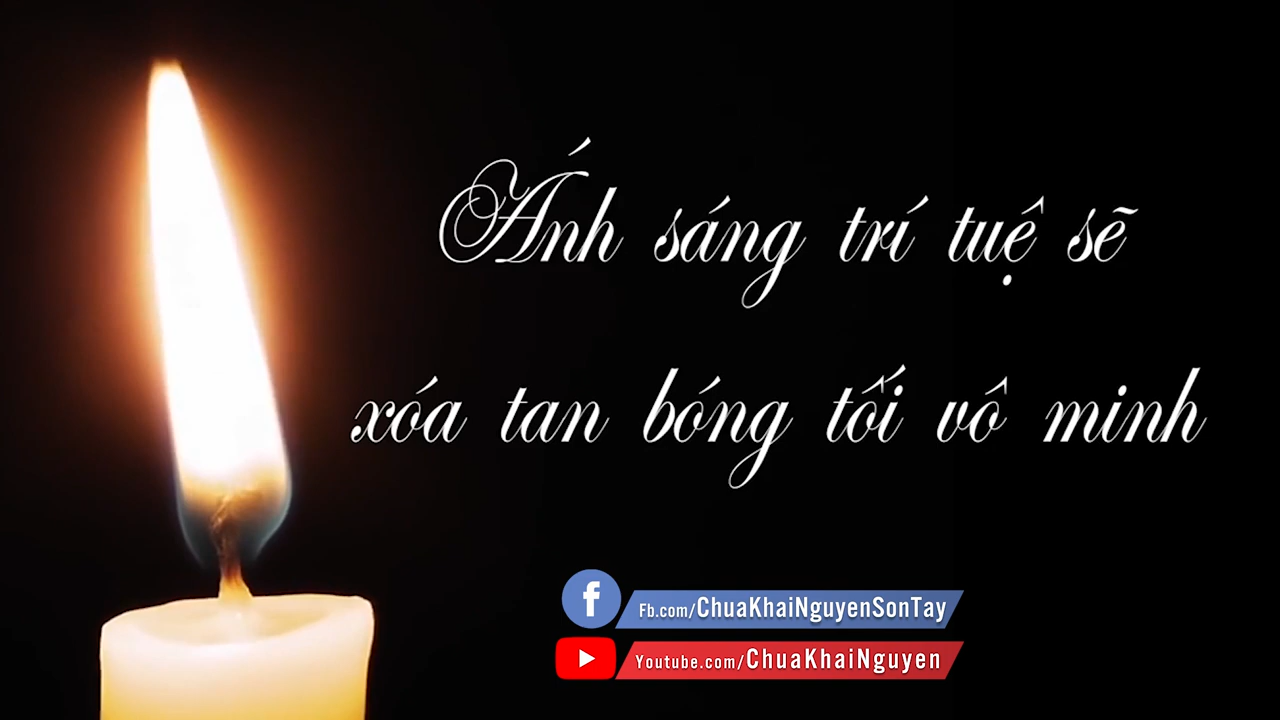 Ánh sáng trí tuệ sẽ
xóa tan bóng tối vô minh
Fb.com/ChuaKhaiNguyenSonTay
Youtube.com/ChuaKhaiNguyen